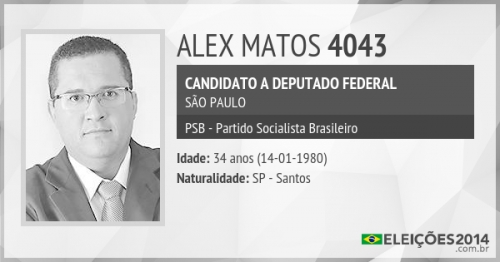 ALEX MATOS 4043
CANDIDATO A DEPUTADO FEDERAL
SÃO PAULO
PSB - Partido Socialista Brasileiro
Idade: 34 anos (14-01-1980)
Naturalidade: SP - Santos
ELEIÇÕES2014
.com.br